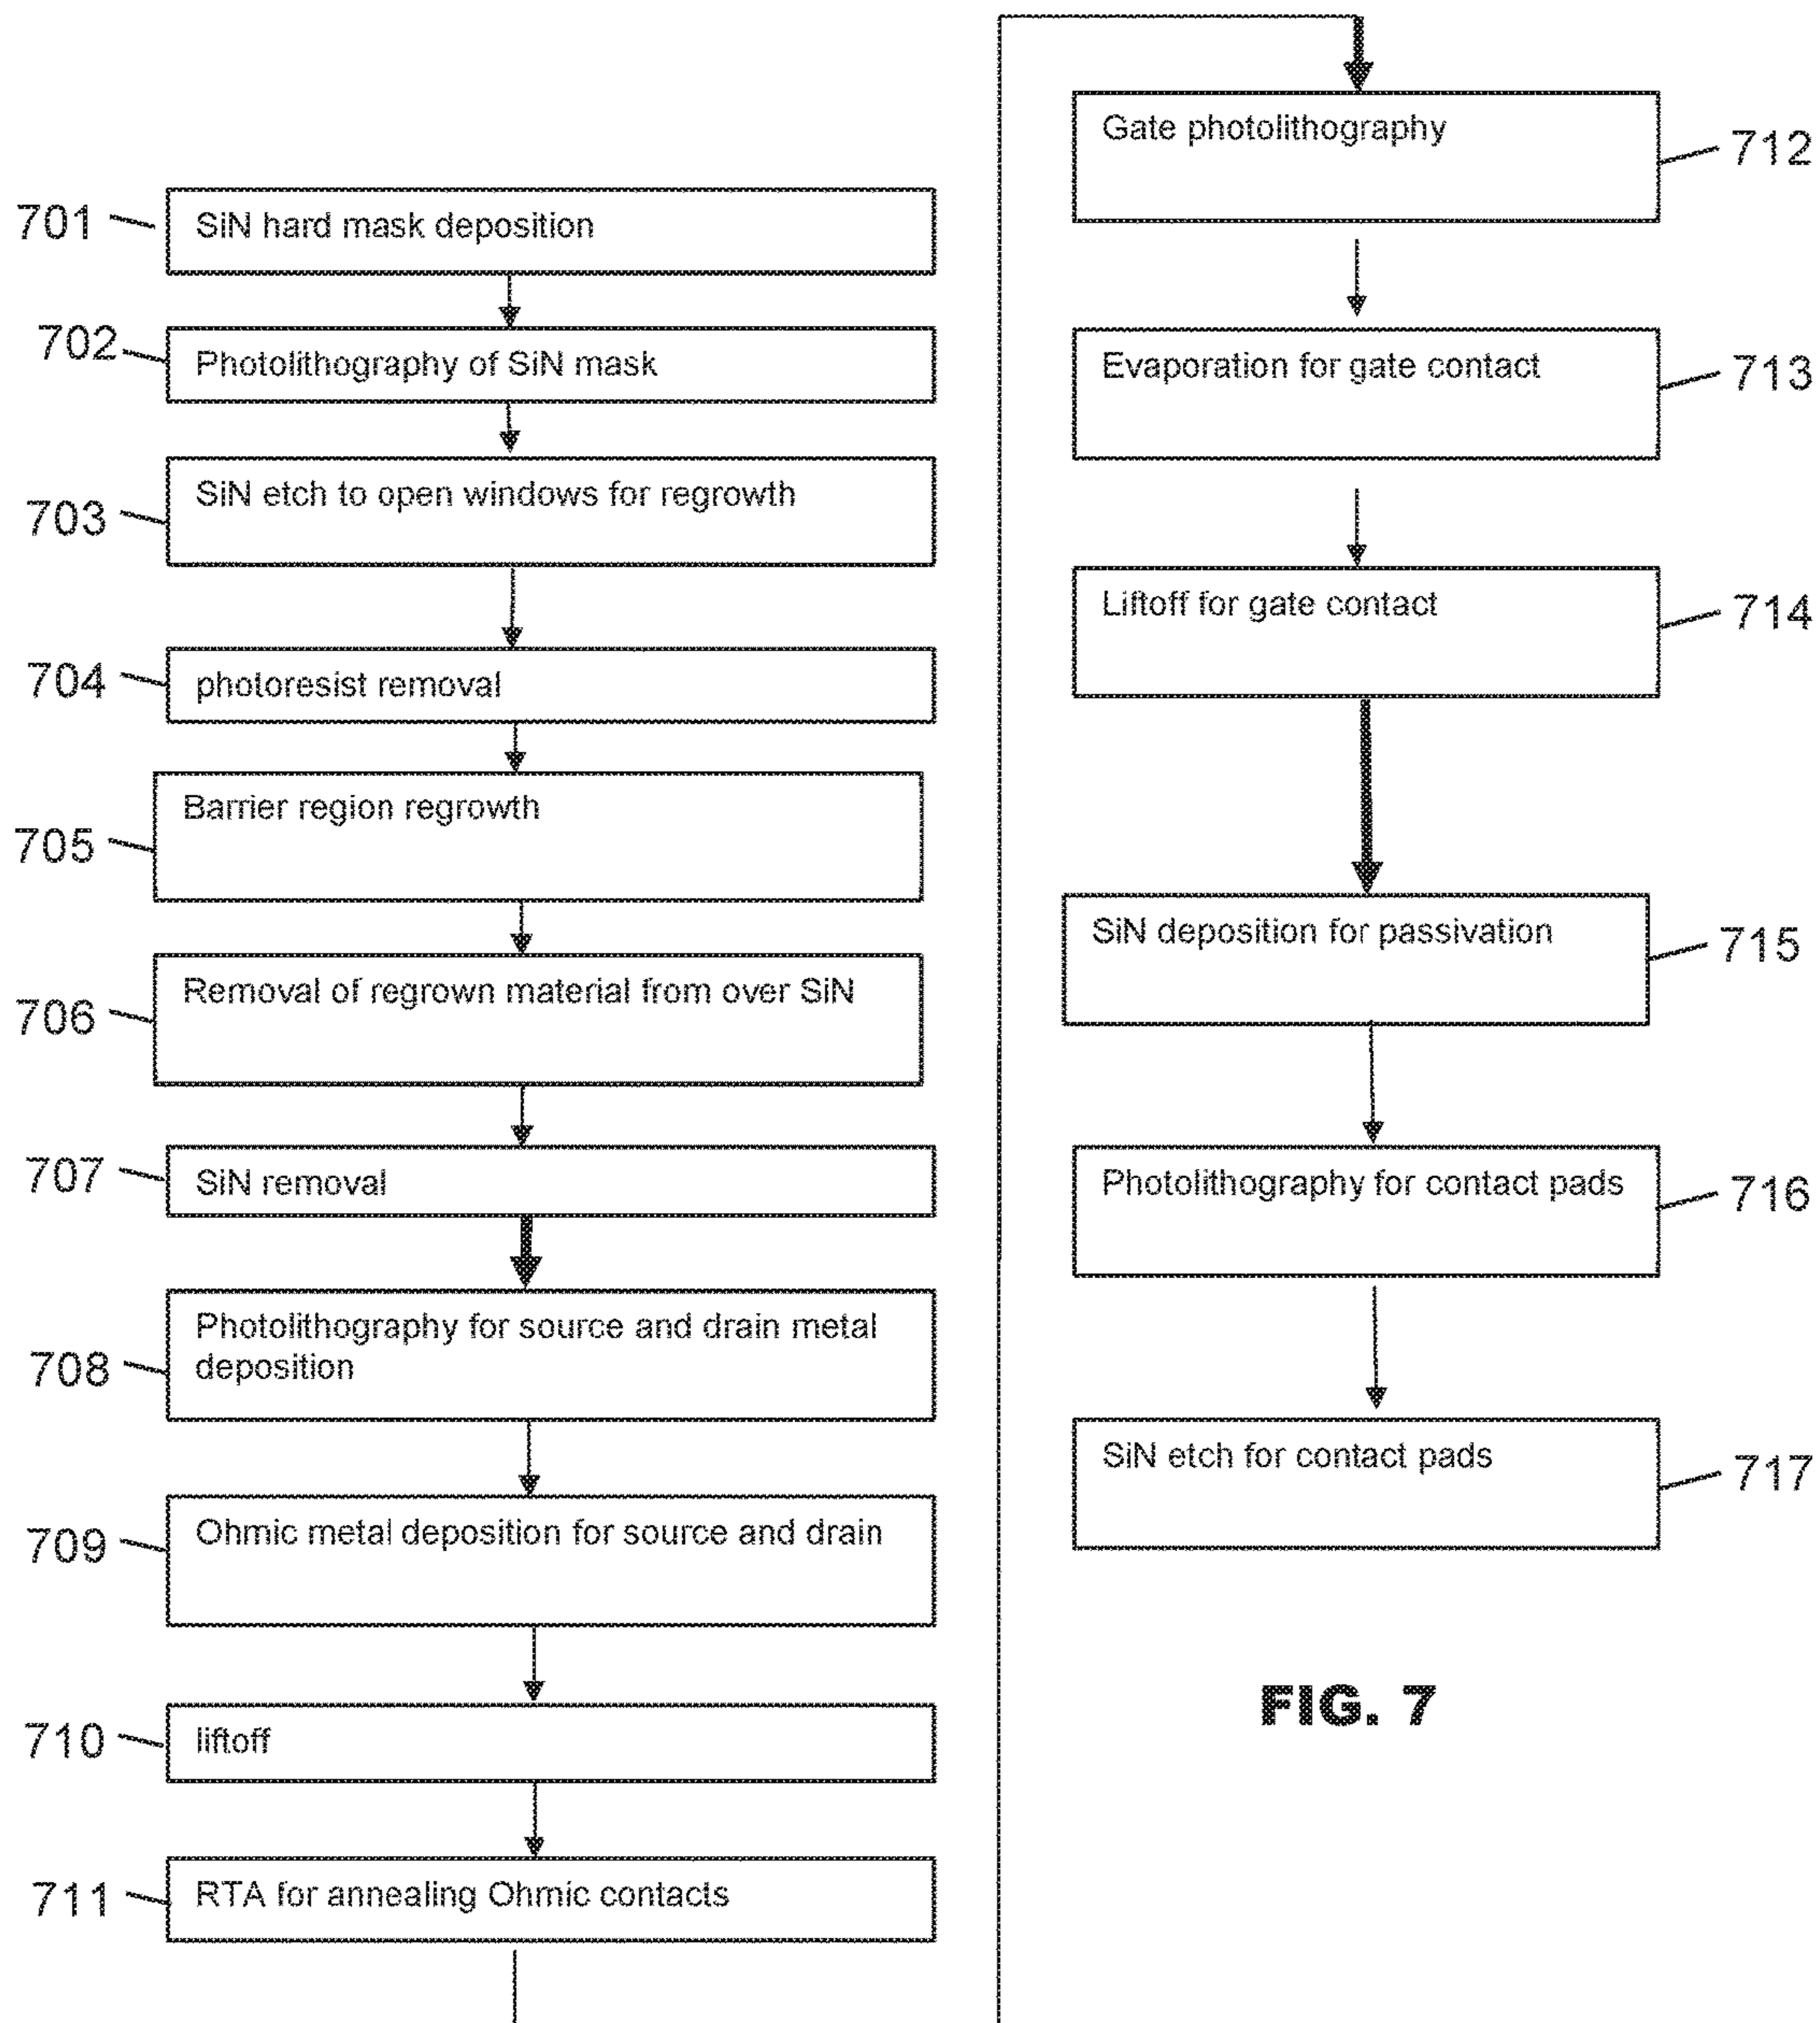 701
SiN hard mask deposition
702
Photolithography of SiN mask
703
SiN etch to open windows for regrowth
704
photoresist removal
705
Barrier region regrowth
706
Removal of regrown material from over SiN
707
SiN removal
708
Photolithography for source and drain metal
deposition
709
Ohmic metal deposition for source and drain
710
liftoff
711
RTA for annealing Ohmic contacts
Gate photolithography
712
Evaporation for gate contact
713
Liftoff for gate contact
714
SiN deposition for passivation
715
Photolithography for contact pads
716
SiN etch for contact pads
717
FIG. 7